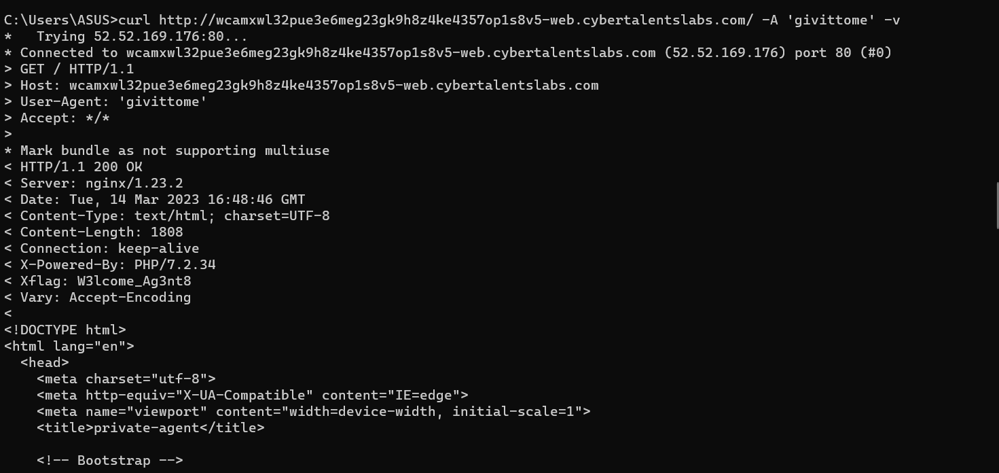 C:\Users\ASUS>curl http://wcamxwl32pue3e6meg23gk9h8z4ke4357op1s8v5-web.cybertalentslabs.com/ -A 'givittome' -v
*   Trying 52.52.169.176:80...
* Connected to wcamxwl32pue3e6meg23gk9h8z4ke4357op1s8v5-web.cybertalentslabs.com (52.52.169.176) port 80 (#0)
> GET / HTTP/1.1
> Host: wcamxwl32pue3e6meg23gk9h8z4ke4357op1s8v5-web.cybertalentslabs.com
> User-Agent: 'givittome'
> Accept: */*
>
* Mark bundle as not supporting multiuse
< HTTP/1.1 200 OK
< Server: nginx/1.23.2
< Date: Tue, 14 Mar 2023 16:48:46 GMT
< Content-Type: text/html; charset=UTF-8
< Content-Length: 1808
< Connection: keep-alive
< X-Powered-By: PHP/7.2.34
< Xflag: W3lcome_Ag3nt8
< Vary: Accept-Encoding
<
<!DOCTYPE html>
<html lang="en">
  <head>
    <meta charset="utf-8">
    <meta http-equiv="X-UA-Compatible" content="IE=edge">
    <meta name="viewport" content="width=device-width, initial-scale=1">
    <title>private-agent</title>

    <!-- Bootstrap -->